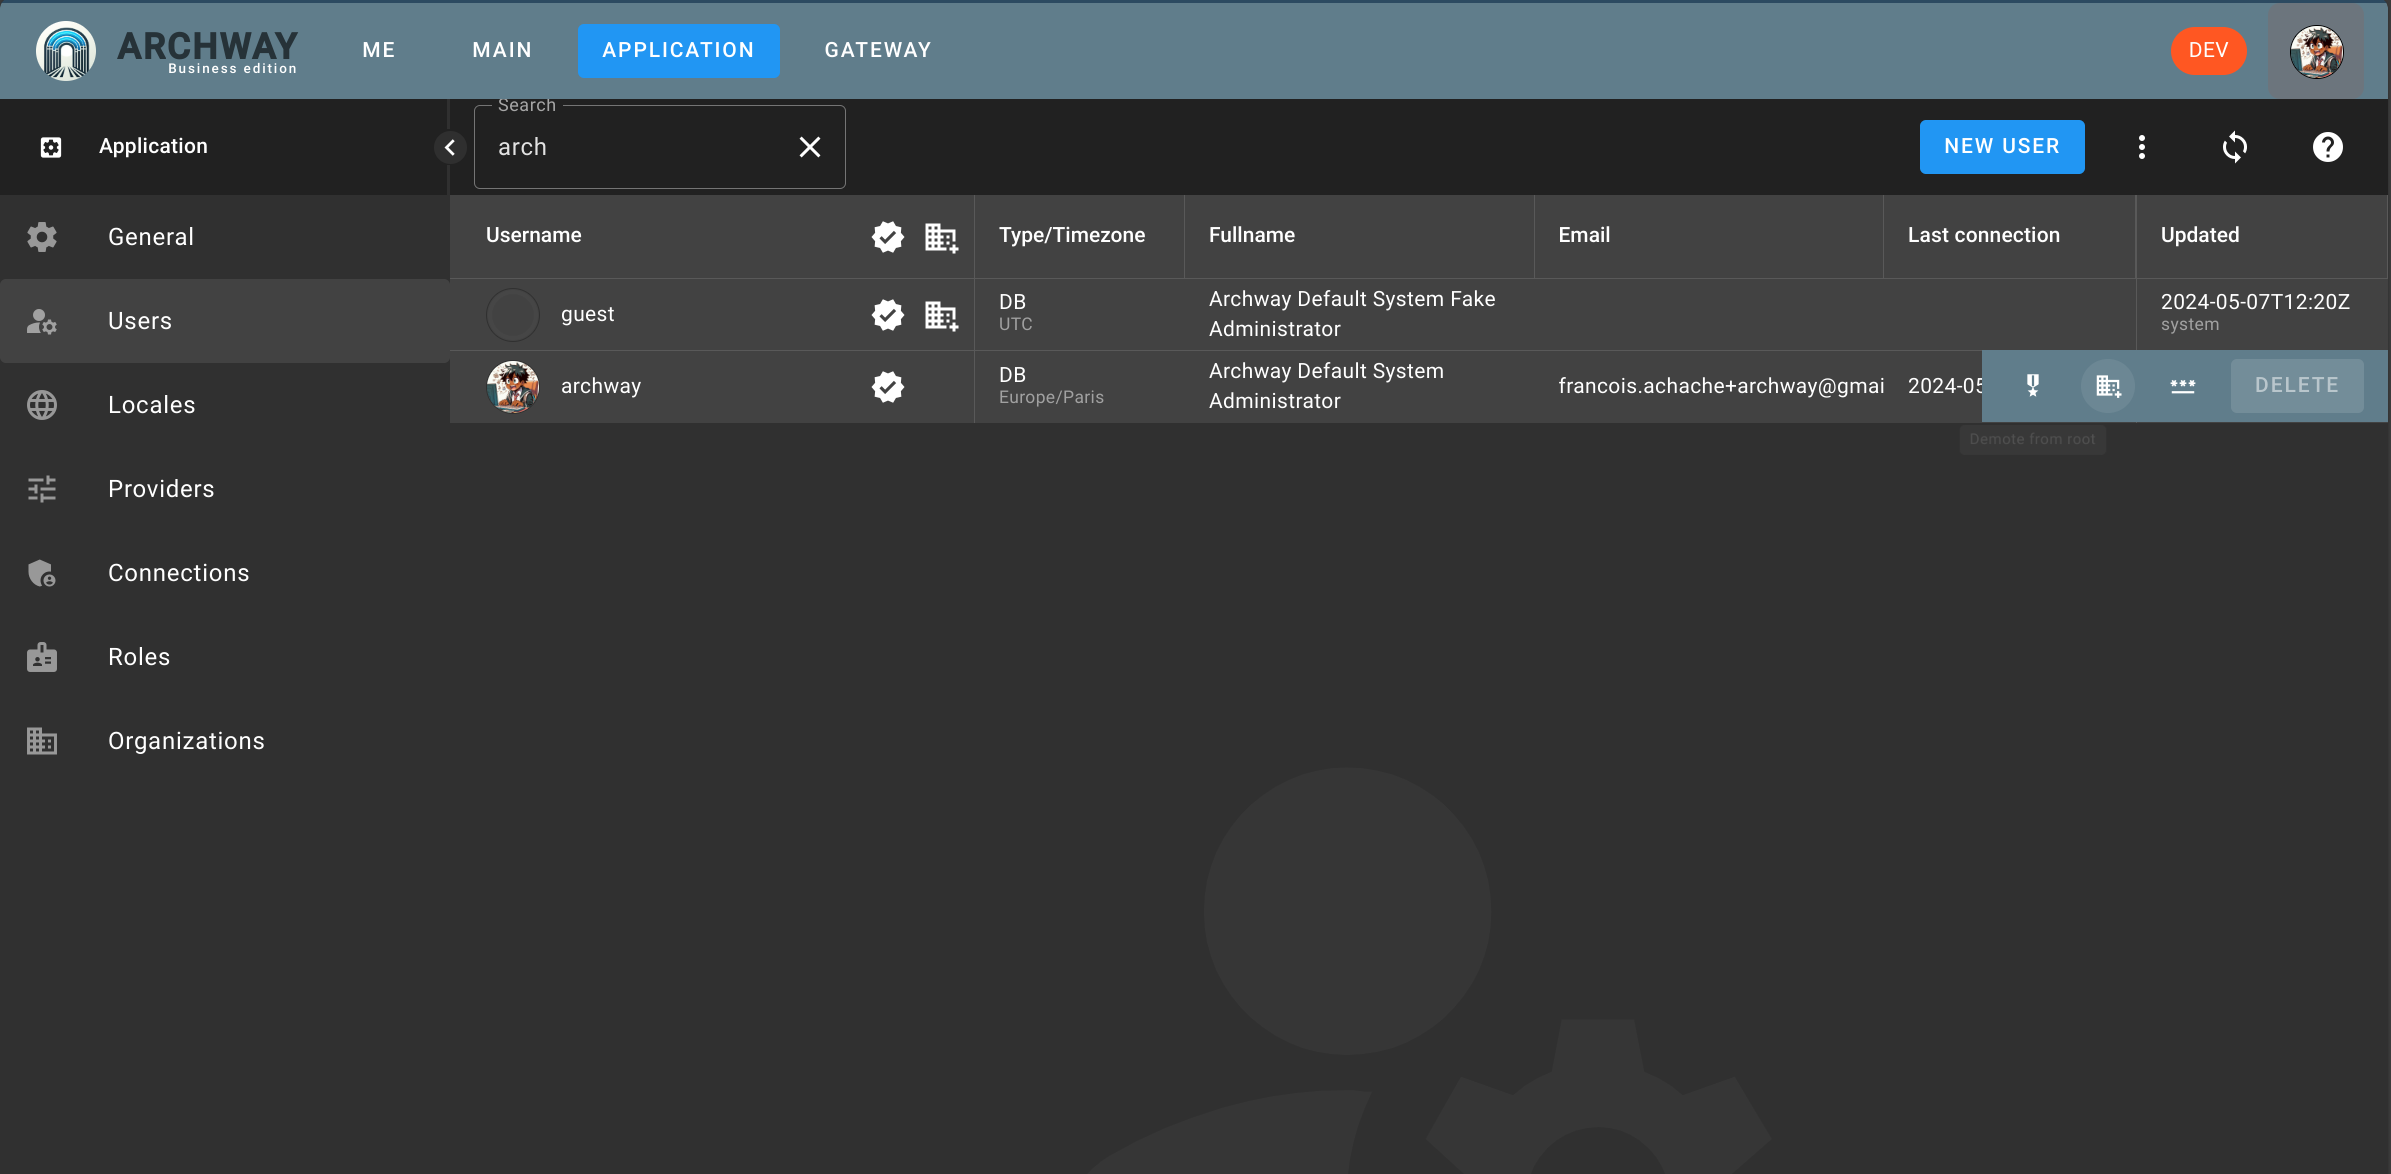 ARCHWAY
Business edition
ME
MAIN
APPLICATION
GATEWAY
DEV
Application
Search
arch
NEW USER
General
Users
Locales
Providers
Connections
Roles
Organizations
Username
Type/Timezone
Fullname
Email
Last connection
Updated
guest
DB
UTC
Archway Default System Fake
Administrator
2024-05-07T12:20Z
system
archway
DB
Europe/Paris
Archway Default System
Administrator
francois.achache+archway@gmai
2024-05
***
DELETE
Demote from root